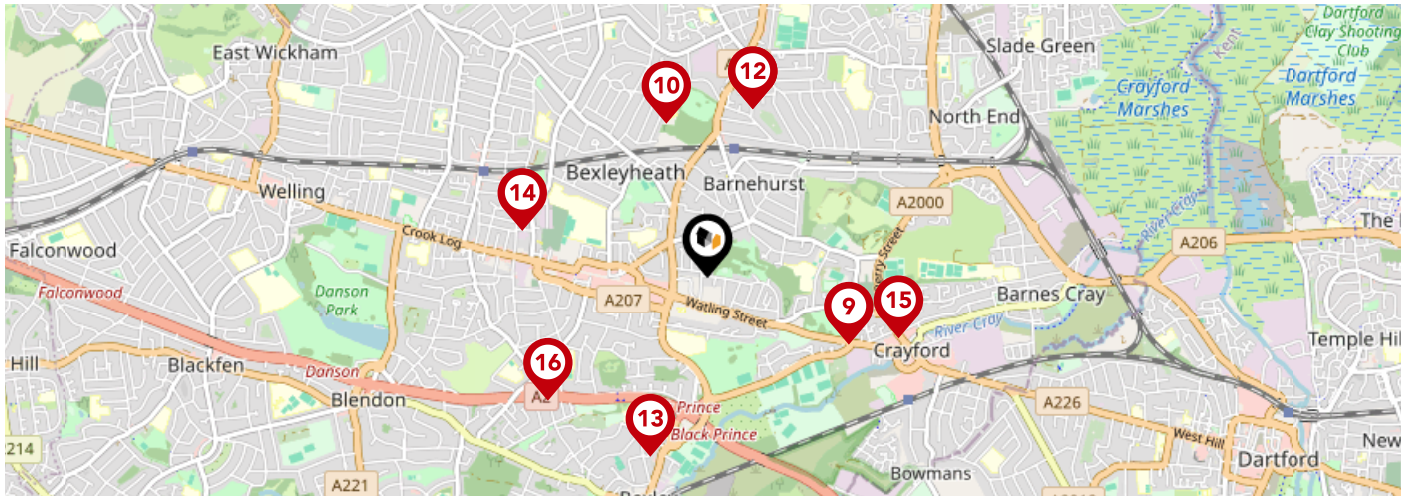 Dartford
Clay Shooting
Club
East Wickham
Slade Green
Kent
10
12
Crayford
Marshes
Dartford
Marshes
North End
Bexleyheath
Barnehurst
14
Welling
A2000
Crook Log
Falconwood
The
A206
River Cray
Falconwood
Danson
Park
A207
Watling Street
9
15
Barnes Cray
River Cray
Crayford
Temple Hil
Hill
Blackfen
Danson
16
A2
Blendon
Prince
Black Prince
13
A226
214
West Hill
New
Dartford
Bowmans
A221